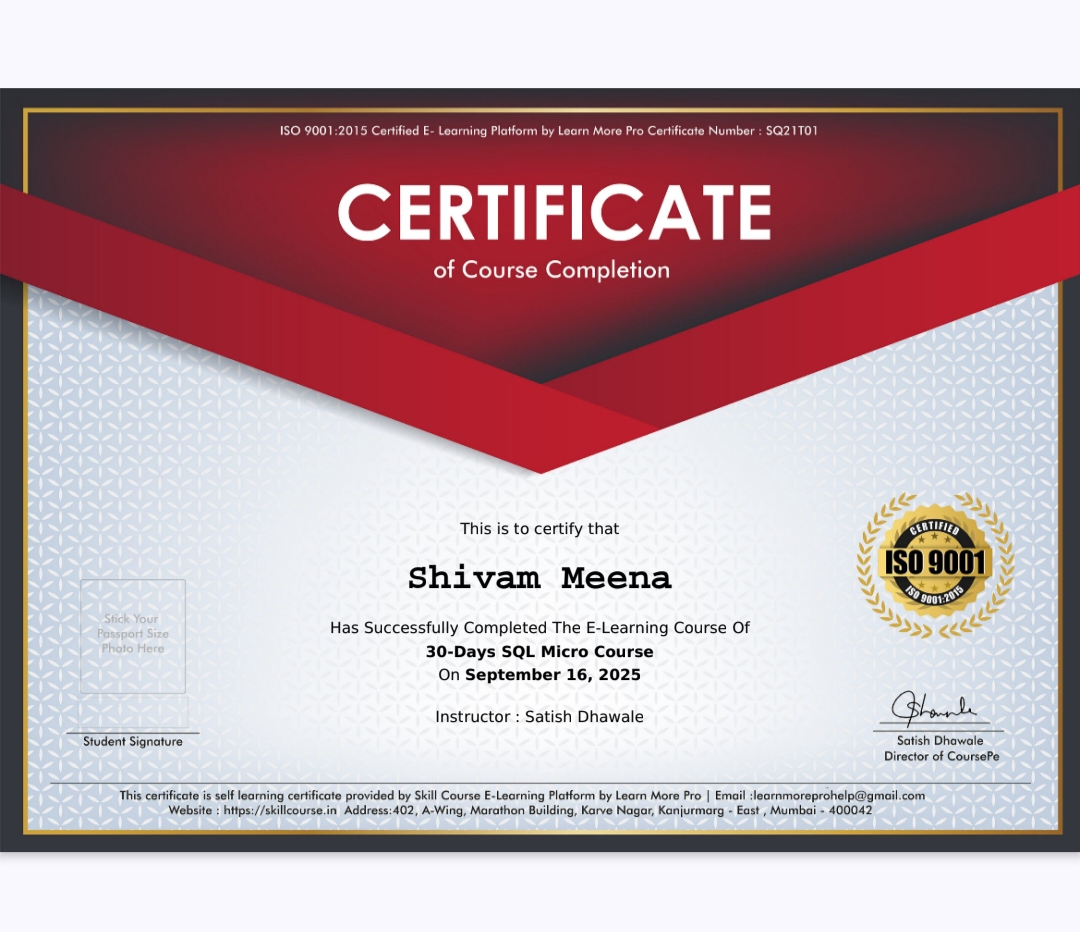 ISO 9001:2015 Certified E- Learning Platform by Learn More Pro Certificate Number : SQ21T01
CERTIFICATE
of Course Completion
This is to certify that
Shivam Meena
Has Successfully Completed The E-Learning Course Of
30-Days SQL Micro Course
On September 16, 2025
Instructor : Satish Dhawale
CERTIFIED
ISO 9001
ISO 9001:2015
Stick Your
Passport Size
Photo Here
Student Signature
Satish Dhawale
Director of CoursePe
This certificate is self learning certificate provided by Skill Course E-Learning Platform by Learn More Pro | Email :learnmoreprohelp@gmail.com
Website : https://skillcourse.in Address:402, A-Wing, Marathon Building, Karve Nagar, Kanjurmarg - East , Mumbai - 400042